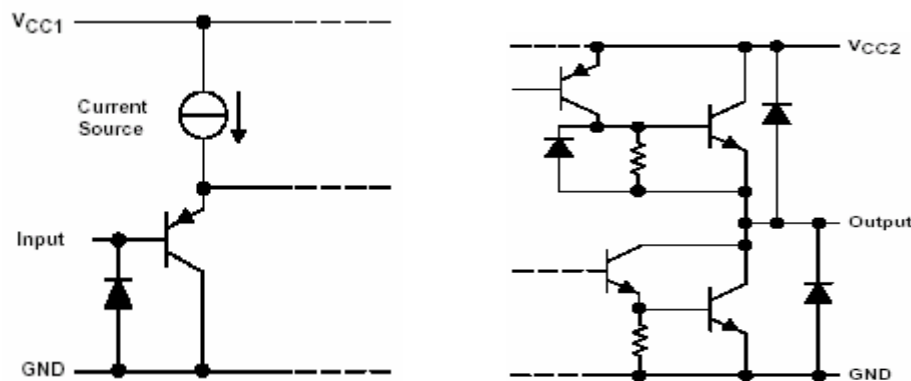 VCC1
Current
Source
Input
GND
VCC2
Output
GND